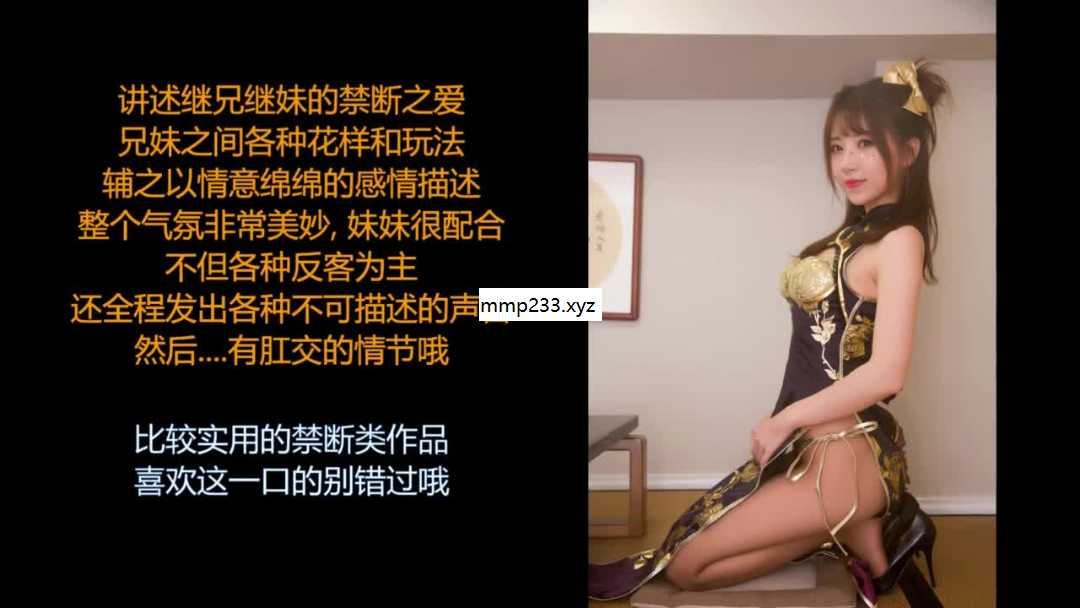 讲述继兄继妹的禁断之爱
兄妹之间各种花样和玩法
辅之以情意绵绵的感情描述
整个气氛非常美妙, 妹妹很配合
不但各种反客为主
还全程发出各种不可描述的声
mmp233.xyz
然后....有肛交的情节哦
比较实用的禁断类作品
喜欢这一口的别错过哦